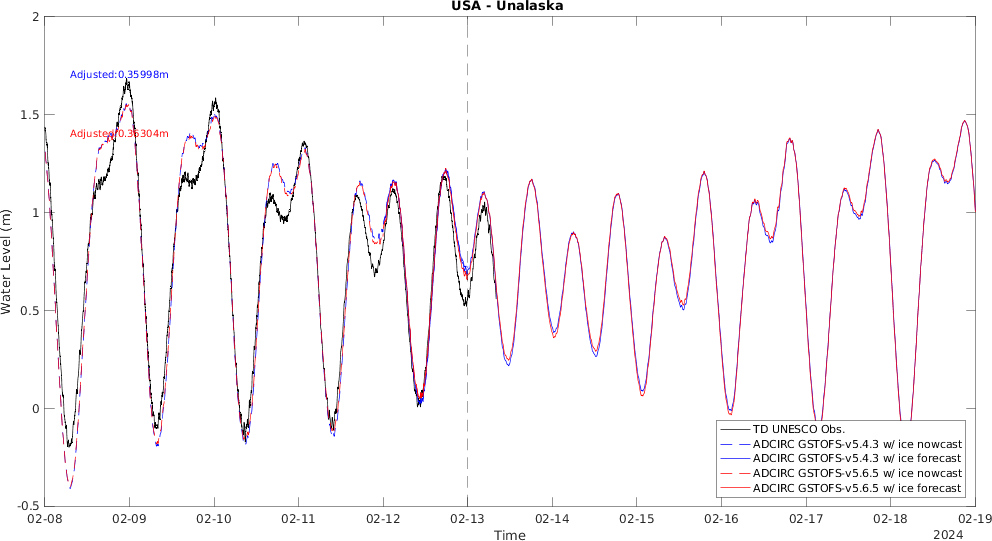 USA - Unalaska
2
Adjusted:0.35998m
1.5
Adjusted:0.36304m
1
Water Level (m)
0.5
0
TD UNESCO Obs.
ADCIRC GSTOFS-v5.4.3 w/ ice nowcast
ADCIRC GSTOFS-v5.4.3 w/ ice forecast
ADCIRC GSTOFS-v5.6.5 w/ ice nowcast
ADCIRC GSTOFS-v5.6.5 w/ ice forecast
-0.5
02-08 02-09 02-10 02-11 02-12 02-13 02-14 02-15 02-16 02-17 02-18 02-19
Time
2024